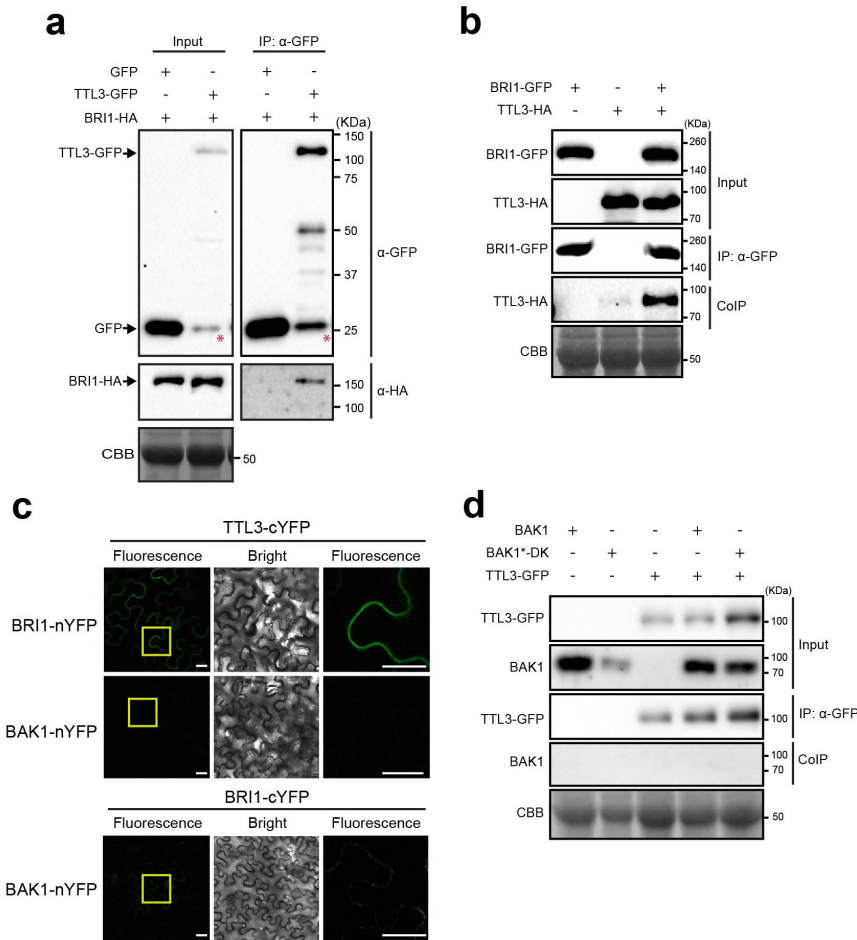 a
Input IP: α-GFP
GFP + - + -
TTL3-GFP - + - +
BRI1-HA + + + + (KDa)
TTL3-GFP
150
100
75
50
37
25
α-GFP
GFP
* *
BRI1-HA
150
100
α-HA
CBB
50
b
BRI1-GFP + - +
TTL3-HA - + +
(KDa)
BRI1-GFP 260
140
Input
TTL3-HA 100
70
BRI1-GFP 260
140
IP: α-GFP
TTL3-HA 100
70
CoIP
CBB 50
c
TTL3-cYFP
Fluorescence Bright Fluorescence
BRI1-nYFP
BAK1-nYFP
BRI1-cYFP
Fluorescence Bright Fluorescence
BAK1-nYFP
d
BAK1 + - - + -
BAK1*-DK - + - - +
TTL3-GFP - - + + +
(KDa)
TTL3-GFP 100
Input
BAK1 100
70
TTL3-GFP 100 IP: α-GFP
BAK1 100
70
CoIP
CBB 50